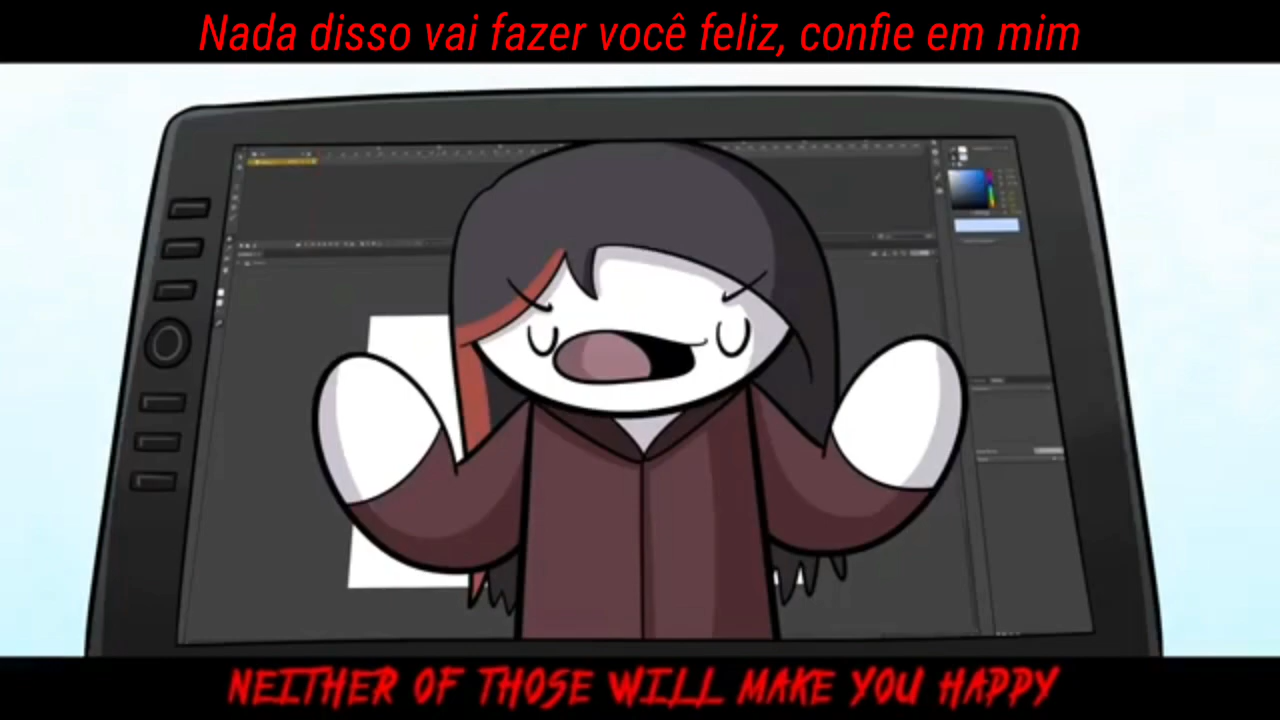 Nada disso vai fazer você feliz, confie em mim
NEITHER OF THOSE WILL MAKE YOU HAPPY